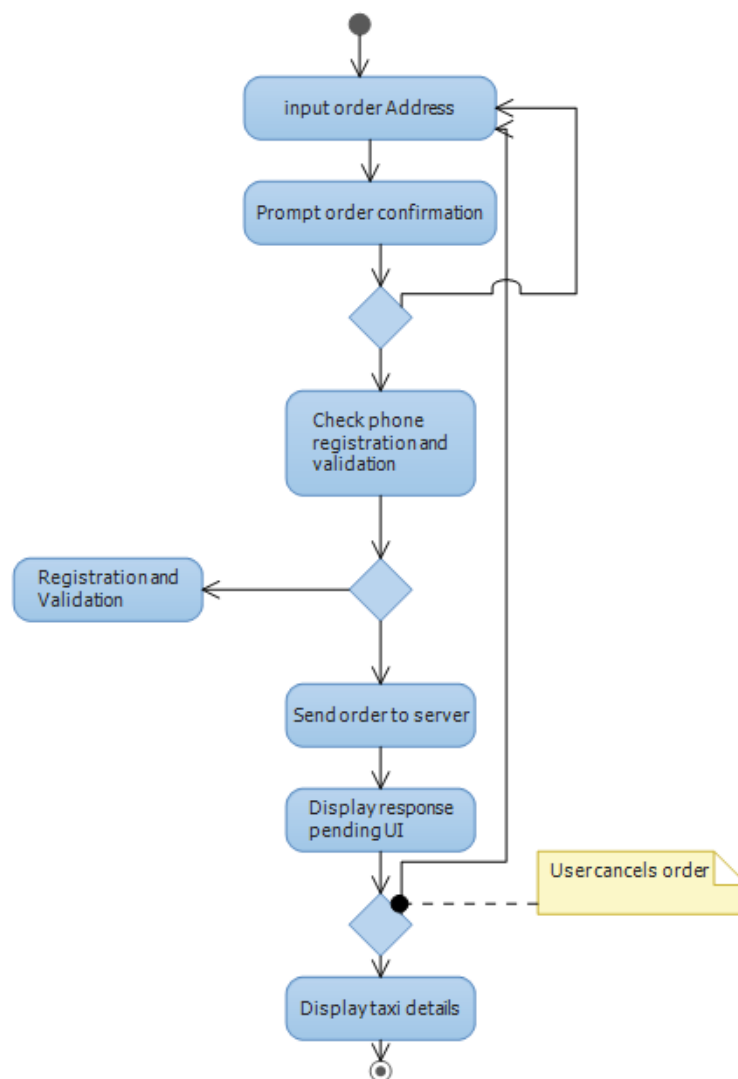 input order Address
Prompt order confirmation
Check phone
registration and
validation
Registration and
Validation
Send order to server
Display response
pending UI
User cancels order
Display taxi details